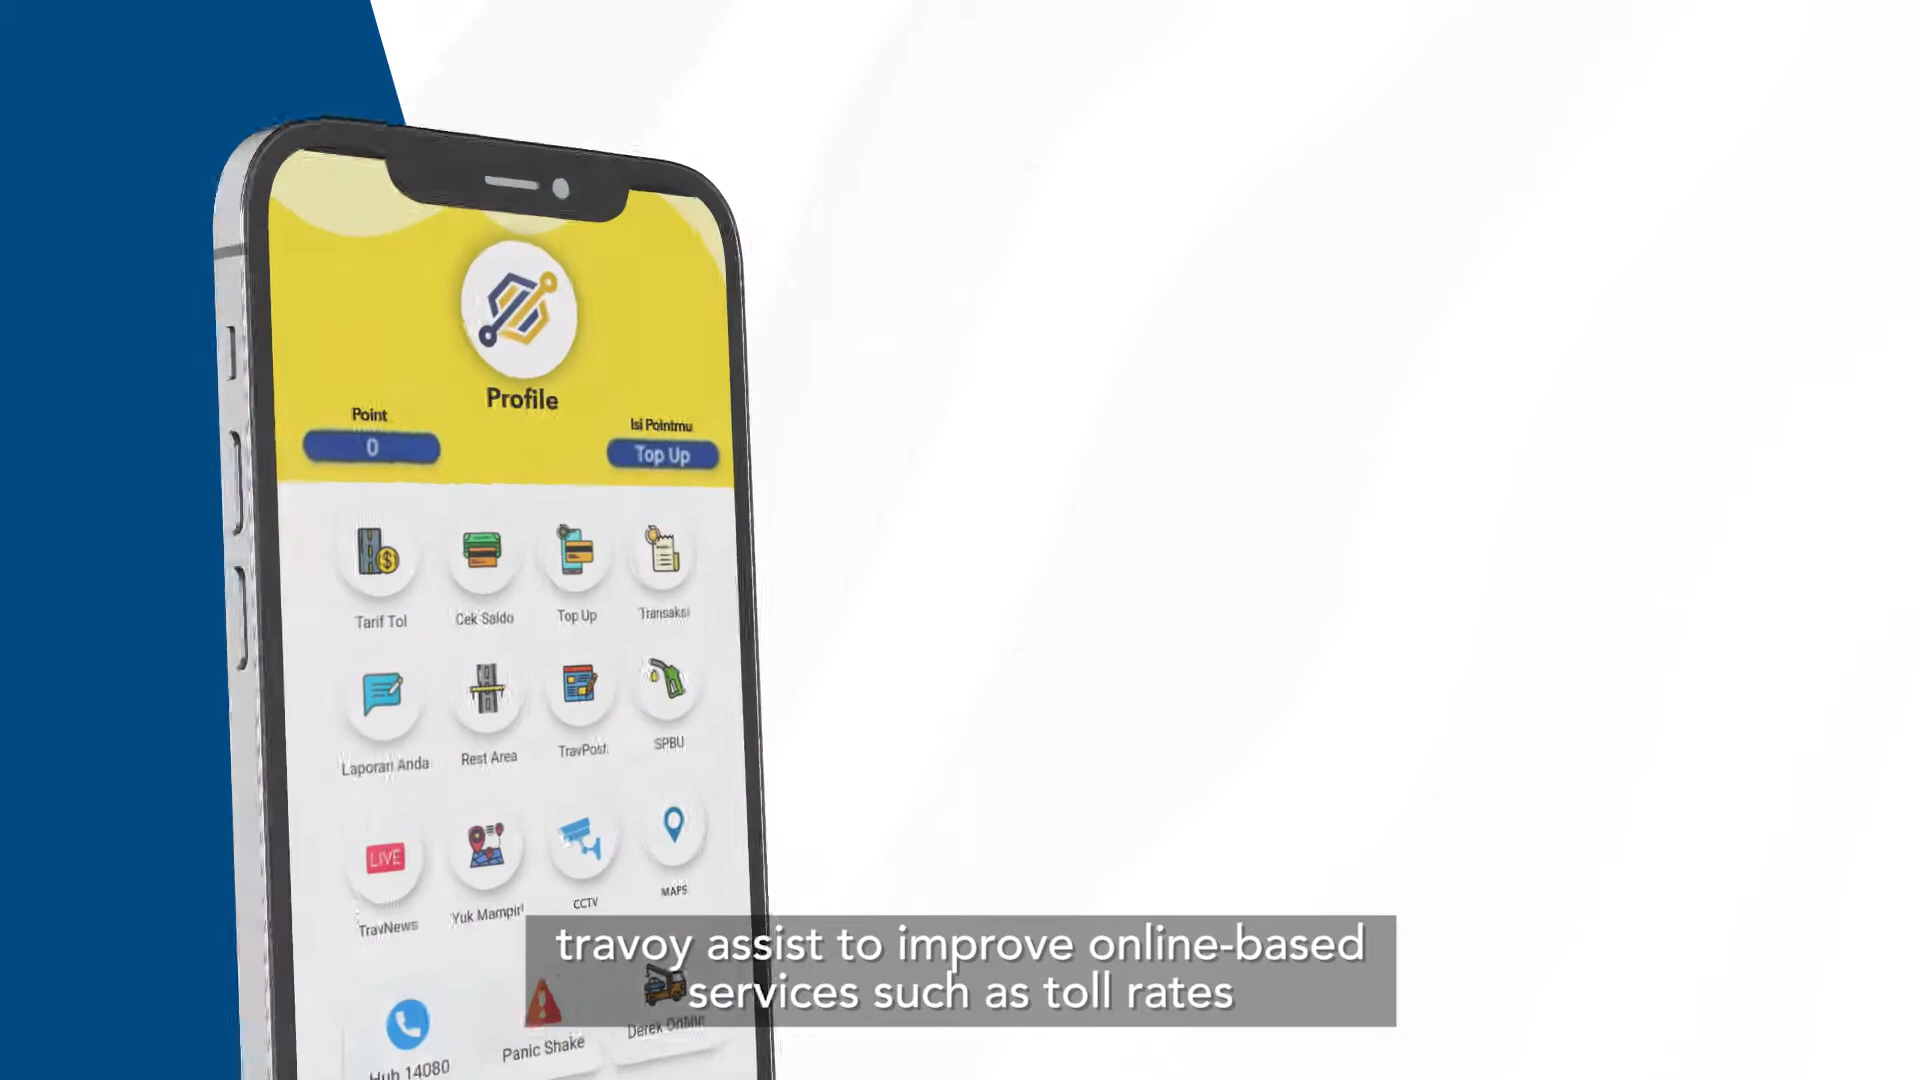 Profile
Point
Isi Pointmu
0
Top Up
Tarif Tol
Cek Saldo
Top Up
Transaksi
Laporan Anda
Rest Area
TravPost
SPBU
LIVE
TravNews
Yuk Mampir!
CCTV
MAPS
travoy assist to improve online-based
services such as toll rates
Hub 14080
Panic Shake
Derek Online